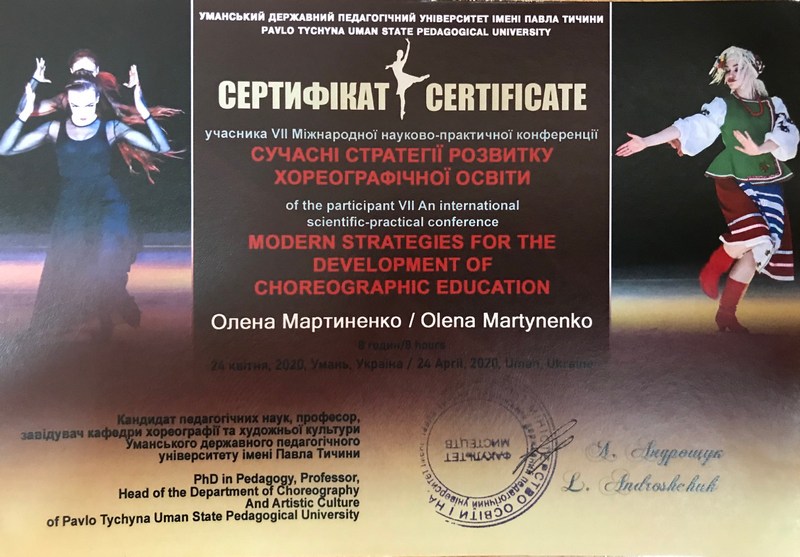 УМАНСЬКИЙ ДЕРЖАВНИЙ ПЕДАГОГІЧНИЙ УНІВЕРСИТЕТ ІМЕНІ ПАВЛА ТИЧИНИ
PAVLO TYCHYNA UMAN STATE PEDAGOGICAL UNIVERSITY
СЕРТИФІКАТ CERTIFICATE
учасника VII Міжнародної науково-практичної конференції
СУЧАСНІ СТРАТЕГІЇ РОЗВИТКУ
ХОРЕОГРАФІЧНОЇ ОСВІТИ
of the participant VII An international
scientific-practical conference
MODERN STRATEGIES FOR THE
DEVELOPMENT OF
CHOREOGRAPHIC EDUCATION
Олена Мартиненко / Olena Martynenko
8 годин/8 hours
24 квітня, 2020, Умань, Україна / 24 April, 2020, Uman, Ukraine
Кандидат педагогічних наук, професор,
завідувач кафедри хореографії та художньої культури
Уманського державного педагогічного
університету імені Павла Тичини
PhD in Pedagogy, Professor,
Head of the Department of Choreography
And Artistic Culture
of Pavlo Tychyna Uman State Pedagogical University
ФАКУЛЬТЕТ
МИСТЕЦТВ
Л. Андрощук
L. Androshchuk